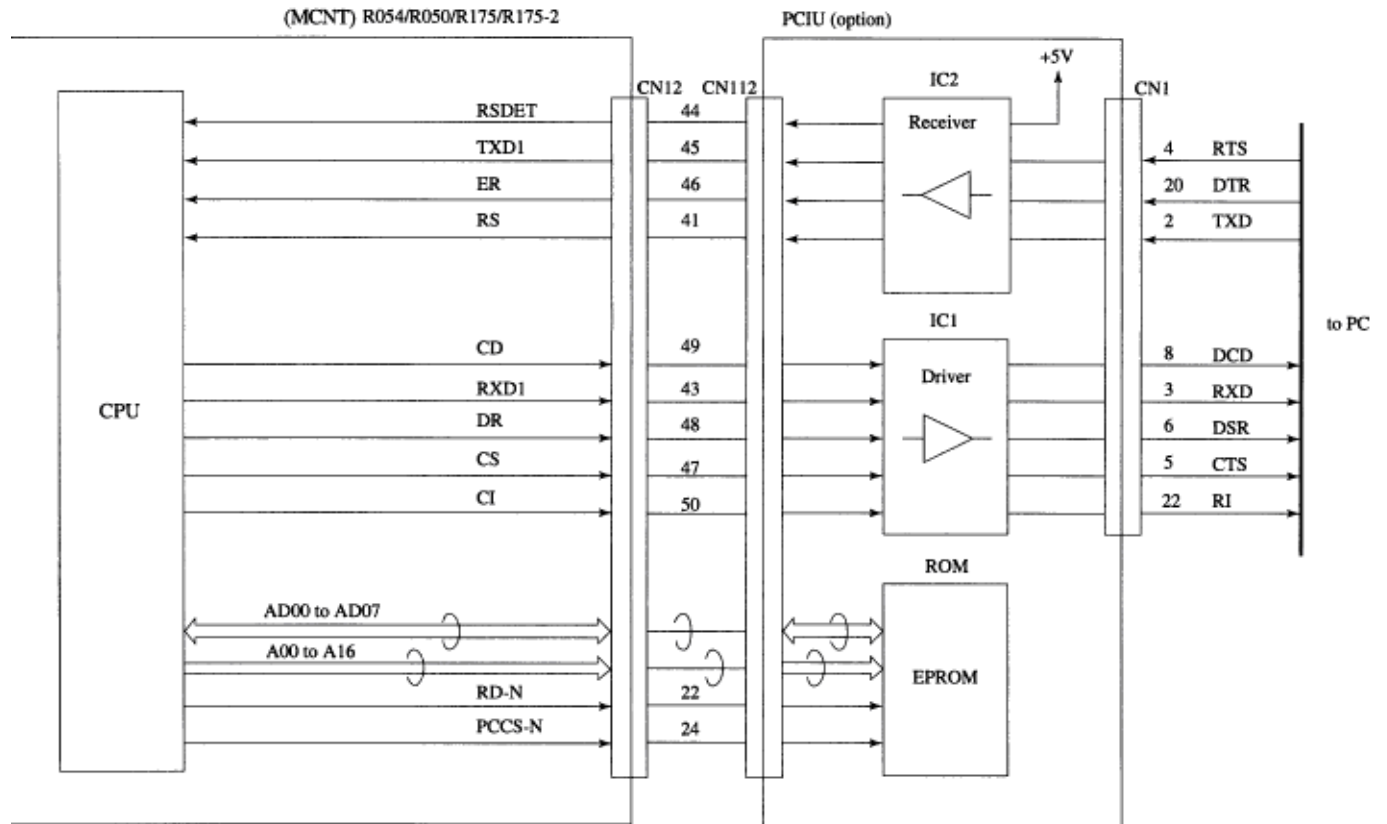 (MCNT) R054/R050/R175/R175-2
PCIU (option)
+5V
CN12 CN112
IC2
CN1
RSDET 44
Receiver
TXD1 45
4 RTS
ER 46
20 DTR
RS 41
2 TXD
IC1
to PC
CD 49
8 DCD
Driver
RXD1 43
3 RXD
CPU
DR 48
6 DSR
CS 47
5 CTS
CI 50
22 RI
ROM
AD00 to AD07
A00 to A16
EPROM
RD-N 22
PCCS-N 24